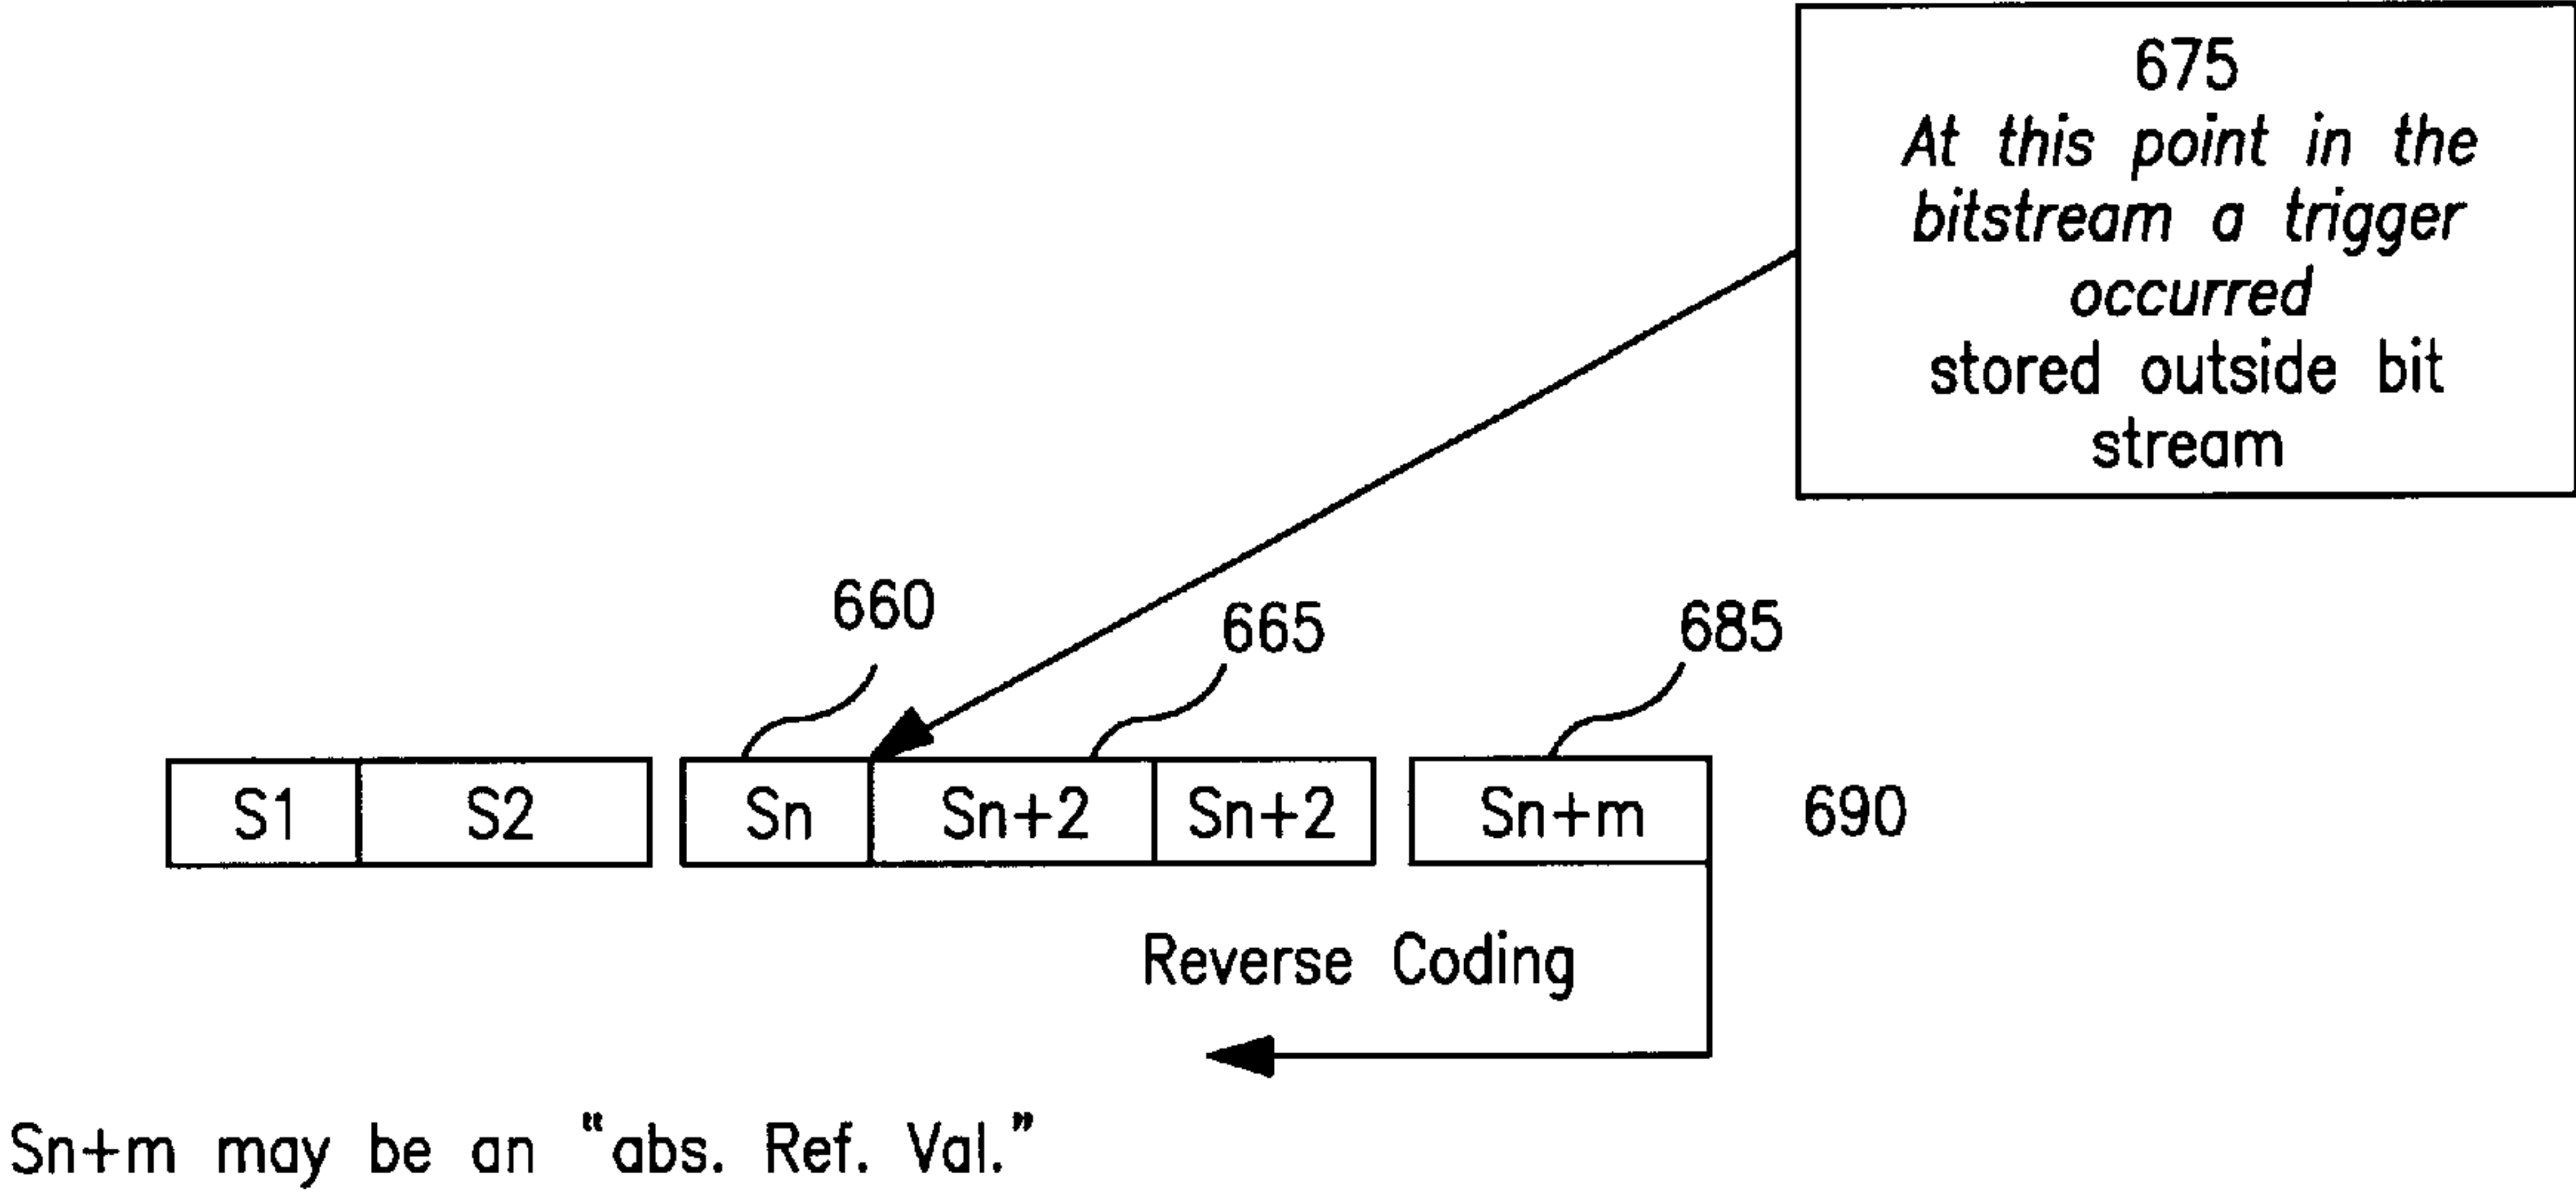 675
At this point in the
bitstream a trigger
occurred
stored outside bit
stream
660
665
685
S1 S2 Sn Sn+2 Sn+2 Sn+m 690
Reverse Coding
Sn+m may be an "abs. Ref. Val."